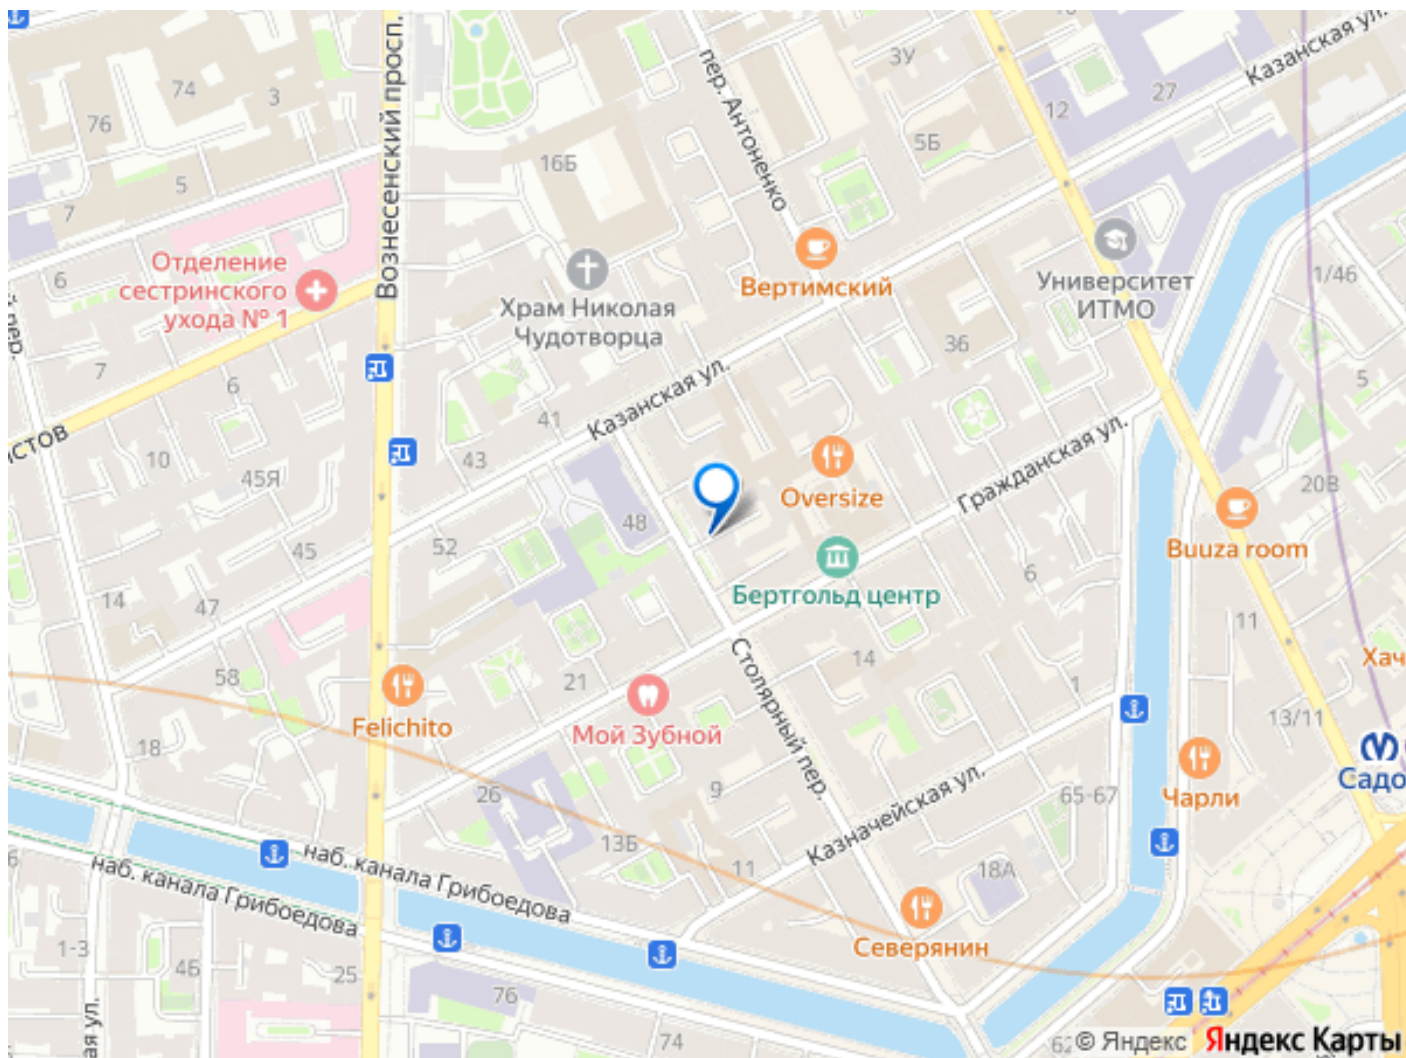 Вознесенский просп.
пер. Антоненко
Казанская ул.
74
3
76
5
7
16Б
3У
5Б
12
27
Отделение
сестринского
ухода № 1
6
Храм Николая
Чудотворца
Вертимский
Университет
ИТМО
1/46
7
6
41
Казанская ул.
36
5
10
45Я
43
Oversize
Гражданская ул.
20В
Buuza room
48
45
52
14
47
Бертгольд центр
6
11
58
21
14
1
Столярный пер.
Felichito
Мой Зубной
13/11
18
26
9
Казначейская ул.
65-67
Чарли
13Б
11
18А
наб. канала Грибоедова
наб. канала Грибоедова
Северянин
1-3
4Б
25
76
74
© Яндекс
Яндекс Карты